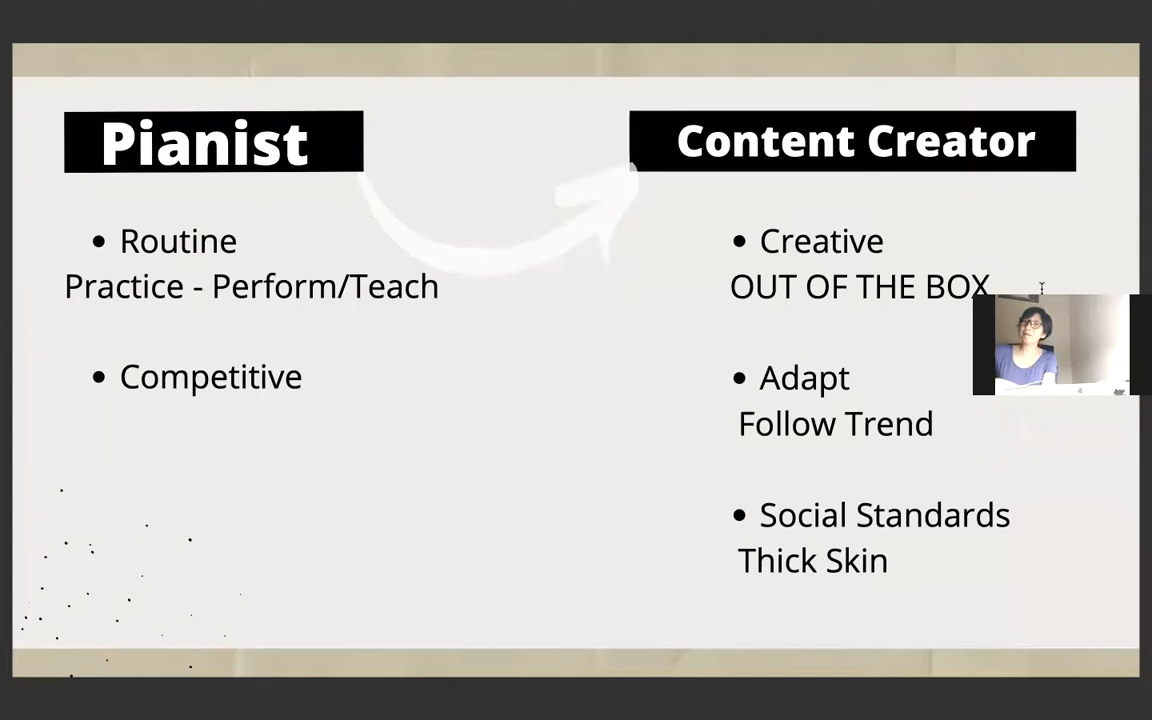 Pianist
• Routine
Practice - Perform/Teach
• Competitive
Content Creator
• Creative
OUT OF THE BOX
• Adapt
Follow Trend
• Social Standards
Thick Skin